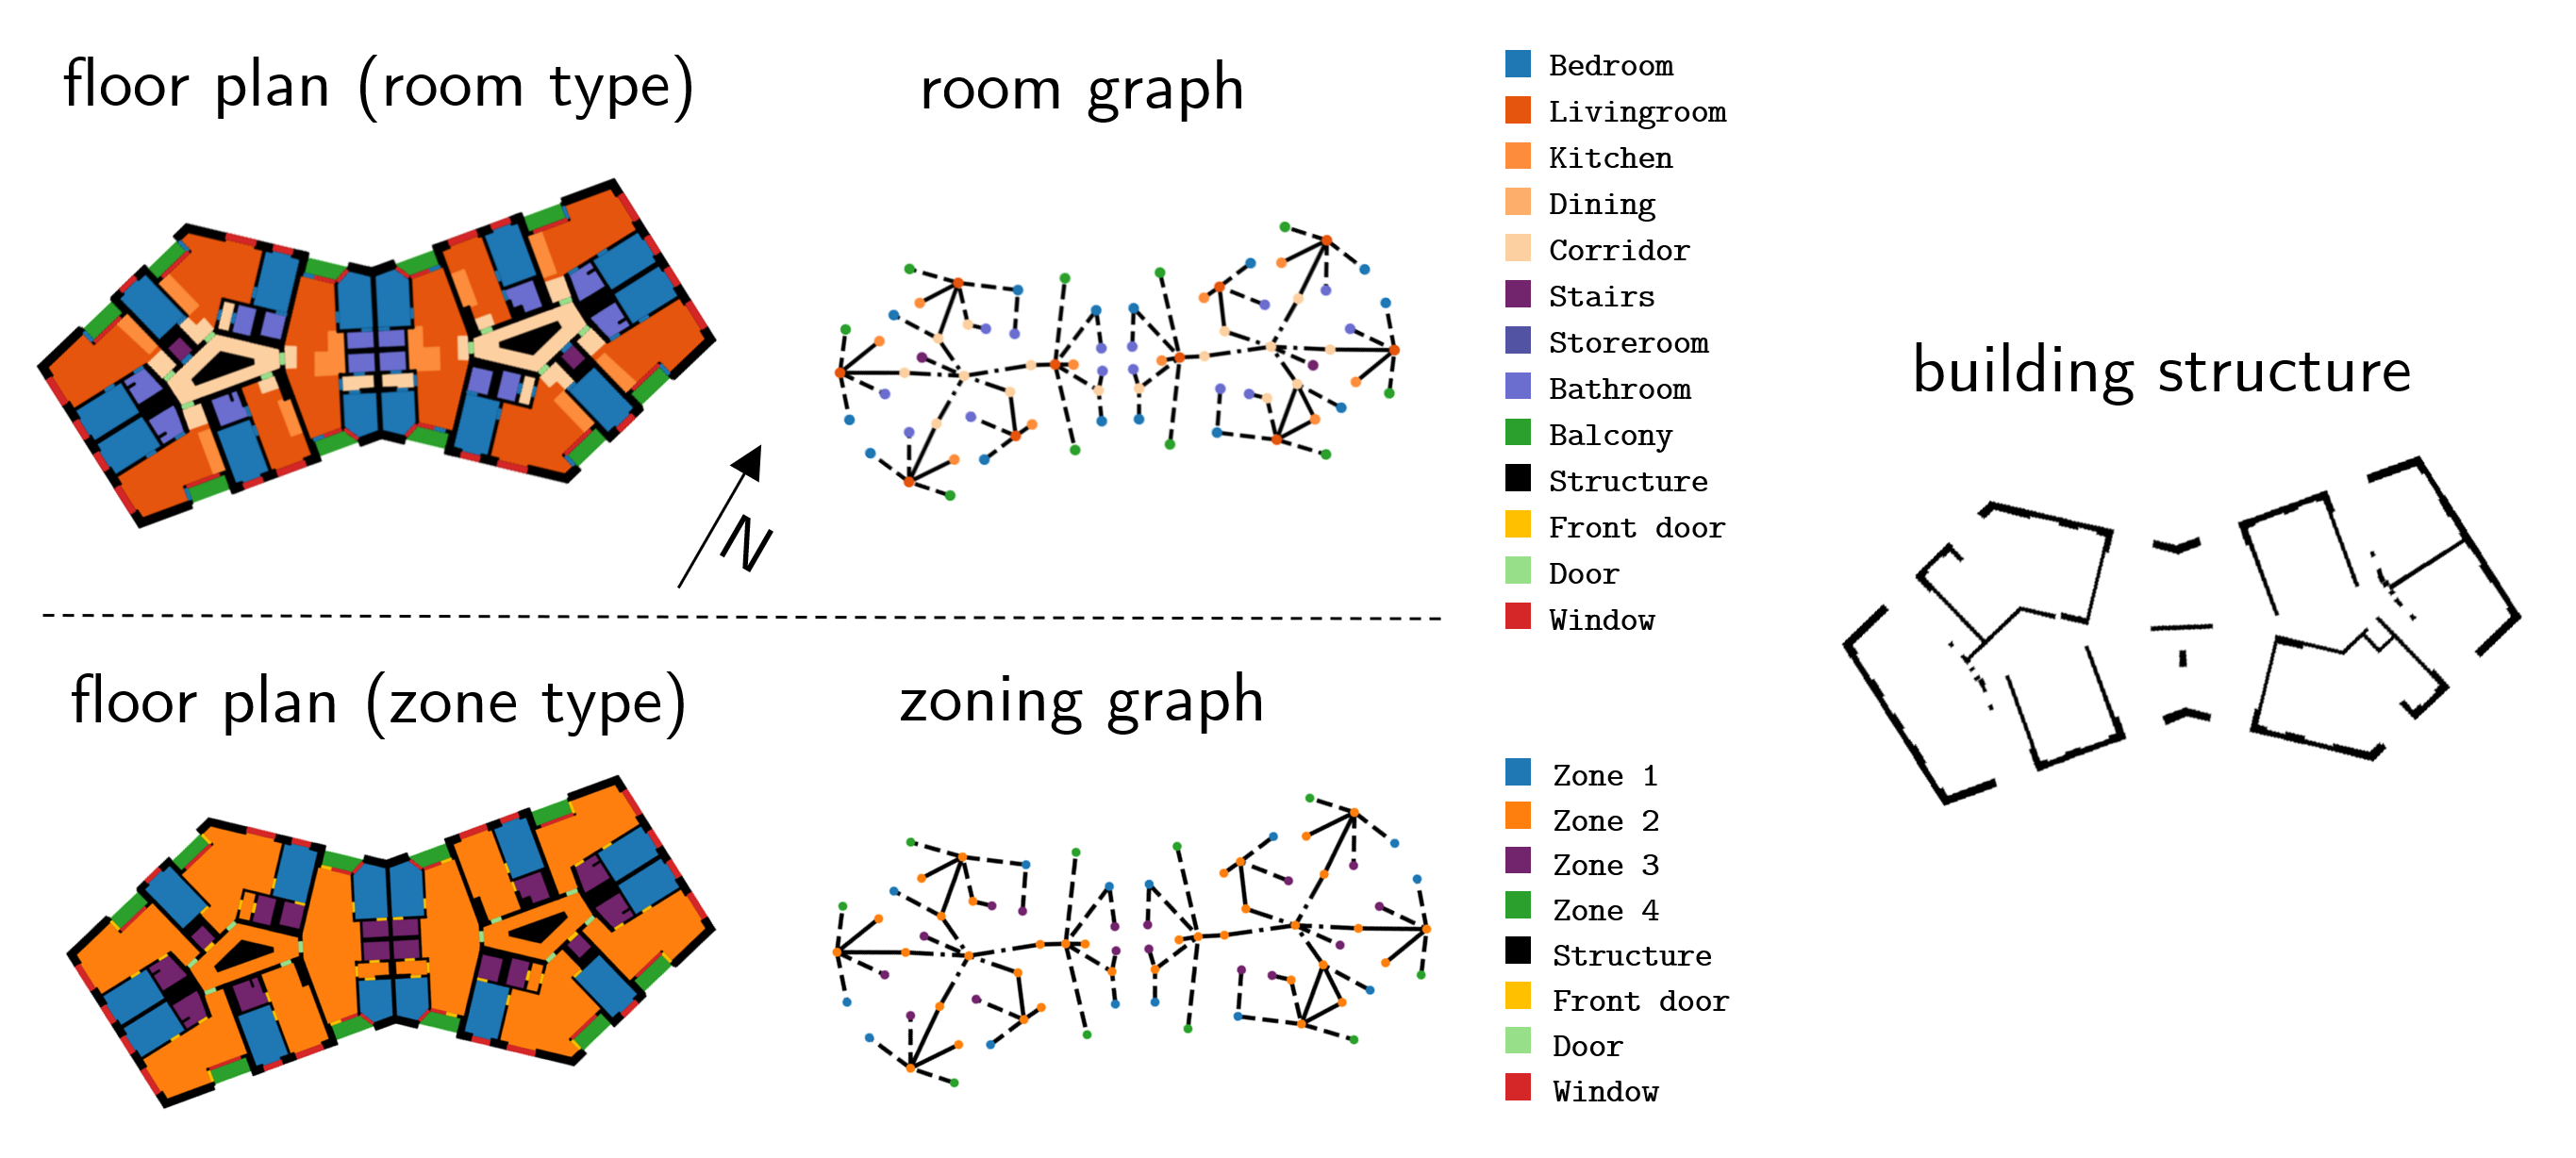 floor plan (room type)
room graph
Bedroom
Livingroom
Kitchen
Dining
Corridor
Stairs
Storeroom
Bathroom
Balcony
Structure
Front door
Door
Window
building structure
N
floor plan (zone type)
zoning graph
Zone 1
Zone 2
Zone 3
Zone 4
Structure
Front door
Door
Window